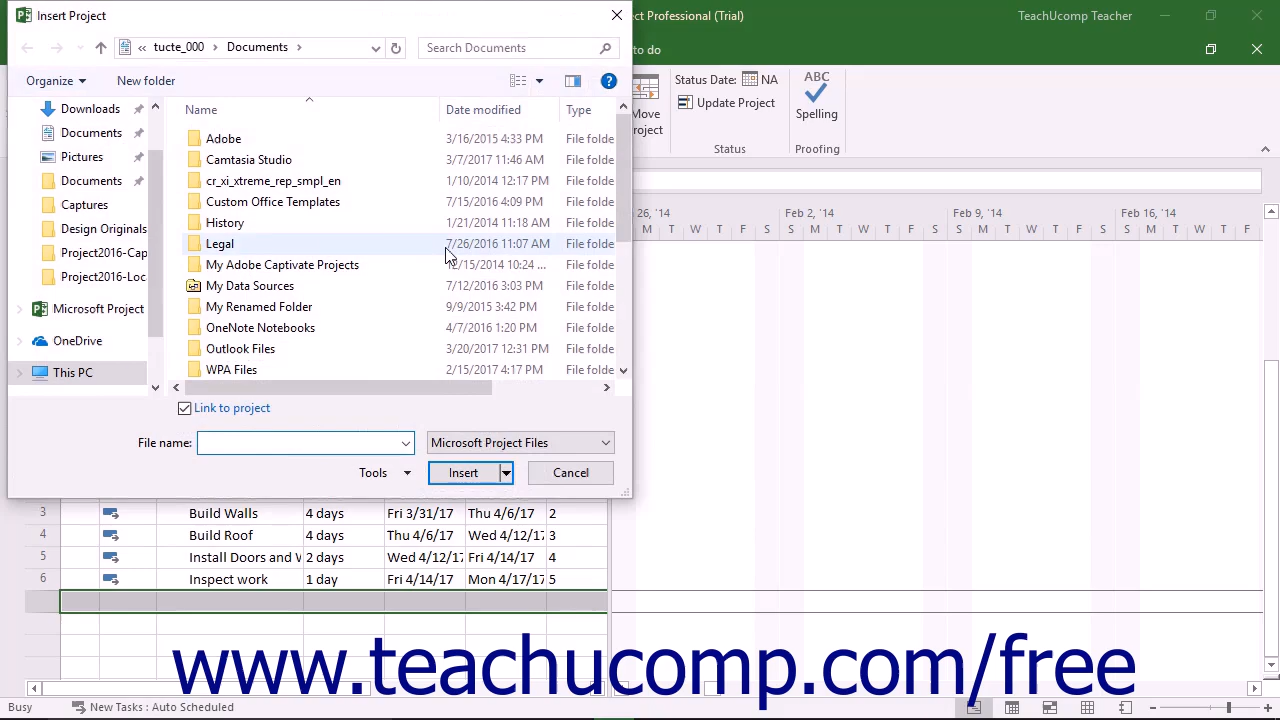 Insert Project
ct Professional (Trial)
TeachUcomp Teacher
« tucte_000 > Documents >
Search Documents
to do
Organize
New folder
Status Date: NA
Update Project
ABC
Spelling
Move
roject
Status
Proofing
Name
Date modified
Type
Downloads
Documents
Pictures
Documents
Captures
Design Originals
Project2016-Cap
Project2016-Loc
Microsoft Project
OneDrive
This PC
Adobe 3/16/2015 4:33 PM File folde
Camtasia Studio 3/7/2017 11:46 AM File folde
cr_xi_xtreme_rep_smpl_en 1/10/2014 12:17 PM File folde
Custom Office Templates 7/15/2016 4:09 PM File folde
History 1/21/2014 11:18 AM File folde
Legal 7/26/2016 11:07 AM File folde
My Adobe Captivate Projects 12/15/2014 10:24 ... File folde
My Data Sources 7/12/2016 3:03 PM File folde
My Renamed Folder 9/9/2015 3:42 PM File folde
OneNote Notebooks 4/7/2016 1:20 PM File folde
Outlook Files 3/20/2017 12:31 PM File folde
WPA Files 2/15/2017 4:17 PM File folde
26, '14 Feb 2, '14 Feb 9, '14 Feb 16, '14
M T W T F S S M T W T F S S M T W T F S S M T W T F
Link to project
File name:
Microsoft Project Files
Tools
Insert
Cancel
3 Build Walls 4 days Fri 3/31/17 Thu 4/6/17 2
4 Build Roof 4 days Thu 4/6/17 Wed 4/12/17 3
5 Install Doors and W 2 days Wed 4/12/17 Fri 4/14/17 4
6 Inspect work 1 day Fri 4/14/17 Mon 4/17/17 5
www.teachucomp.com/free
Busy
New Tasks : Auto Scheduled